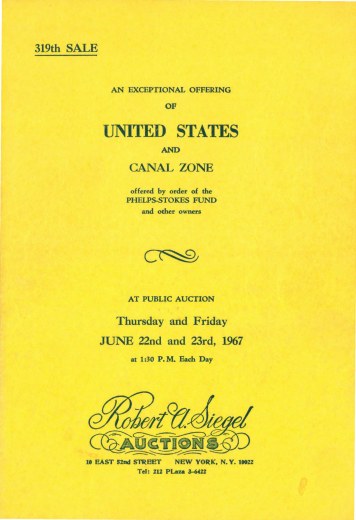 319th SALE
AN EXCEPTIONAL OFFERING
OF
UNITED STATES
AND
CANAL ZONE
offered by order of the
PHELPS-STOKES FUND
and other owners
AT PUBLIC AUCTION
Thursday and Friday
JUNE 22nd and 23rd, 1967
at 1:30 P.M. Each Day
Robert A. Siegel
AUCTIONS
10 EAST 52nd STREET NEW YORK, N. Y. 10022
Tel: 212 PLaza 3-6422